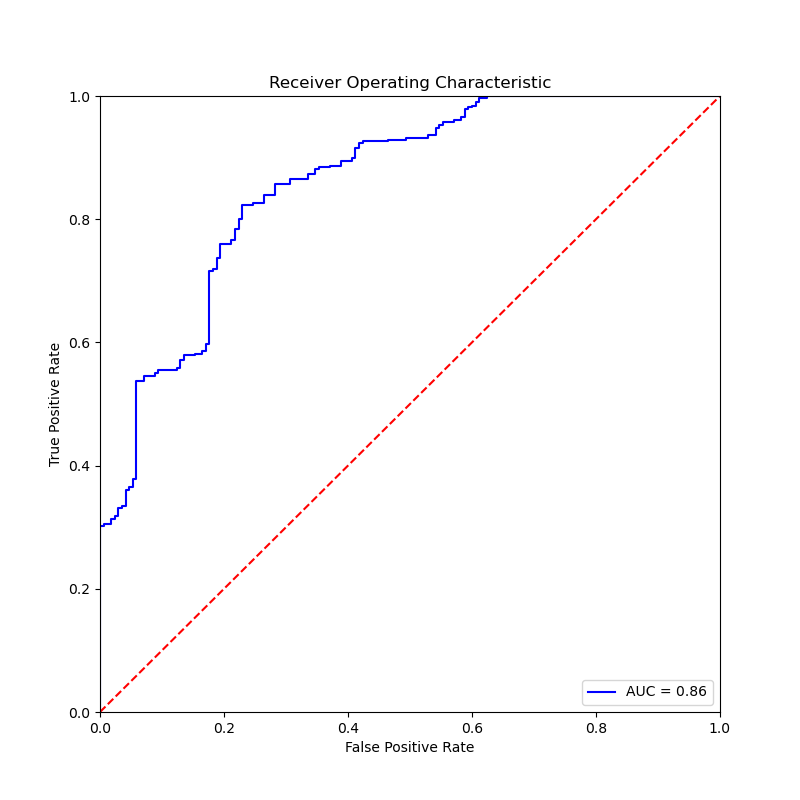 Receiver Operating Characteristic
1.0
0.8
0.6
0.4
0.2
0.0
True Positive Rate
AUC = 0.86
0.0 0.2 0.4 0.6 0.8 1.0
False Positive Rate